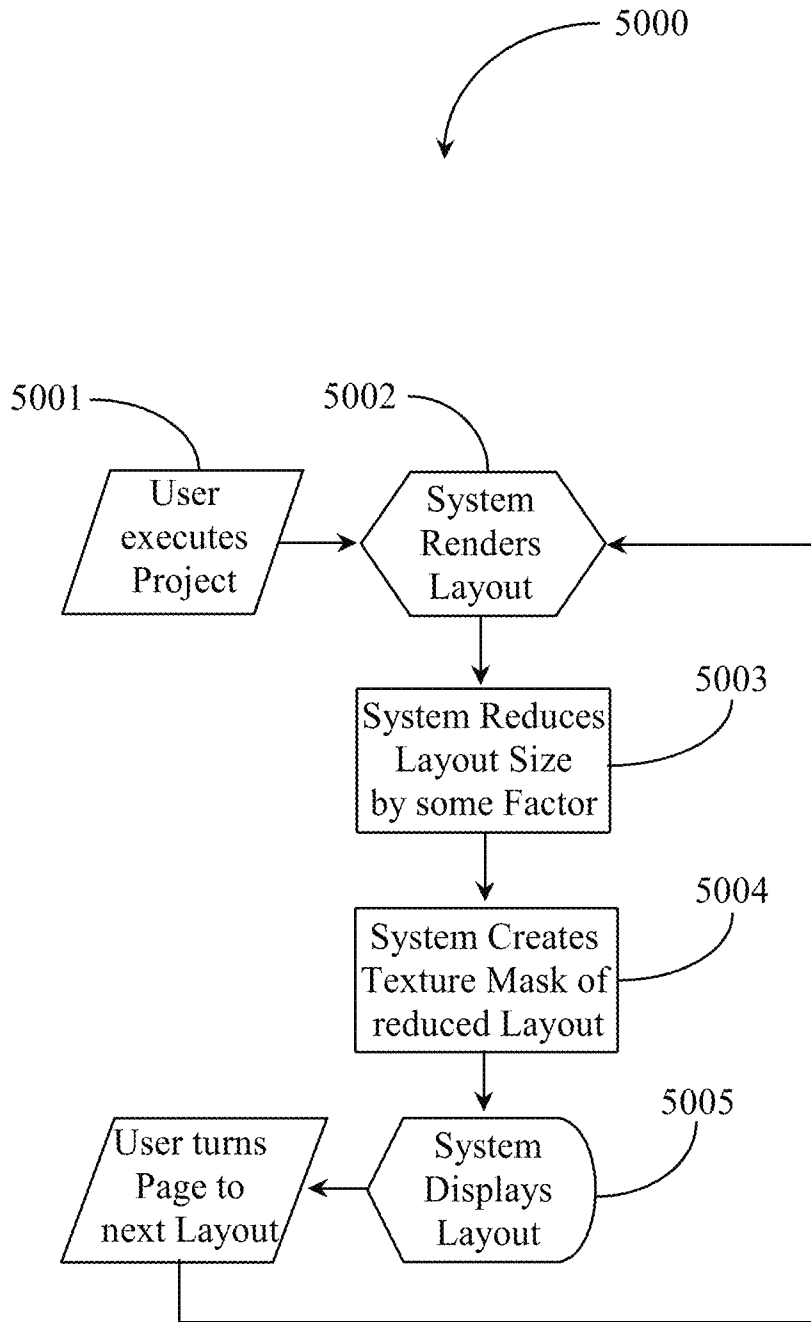 5000
5001
5002
User
executes
Project
System
Renders
Layout
5003
System Reduces
Layout Size
by some Factor
5004
System Creates
Texture Mask of
reduced Layout
5005
System
Displays
Layout
User turns
Page to
next Layout